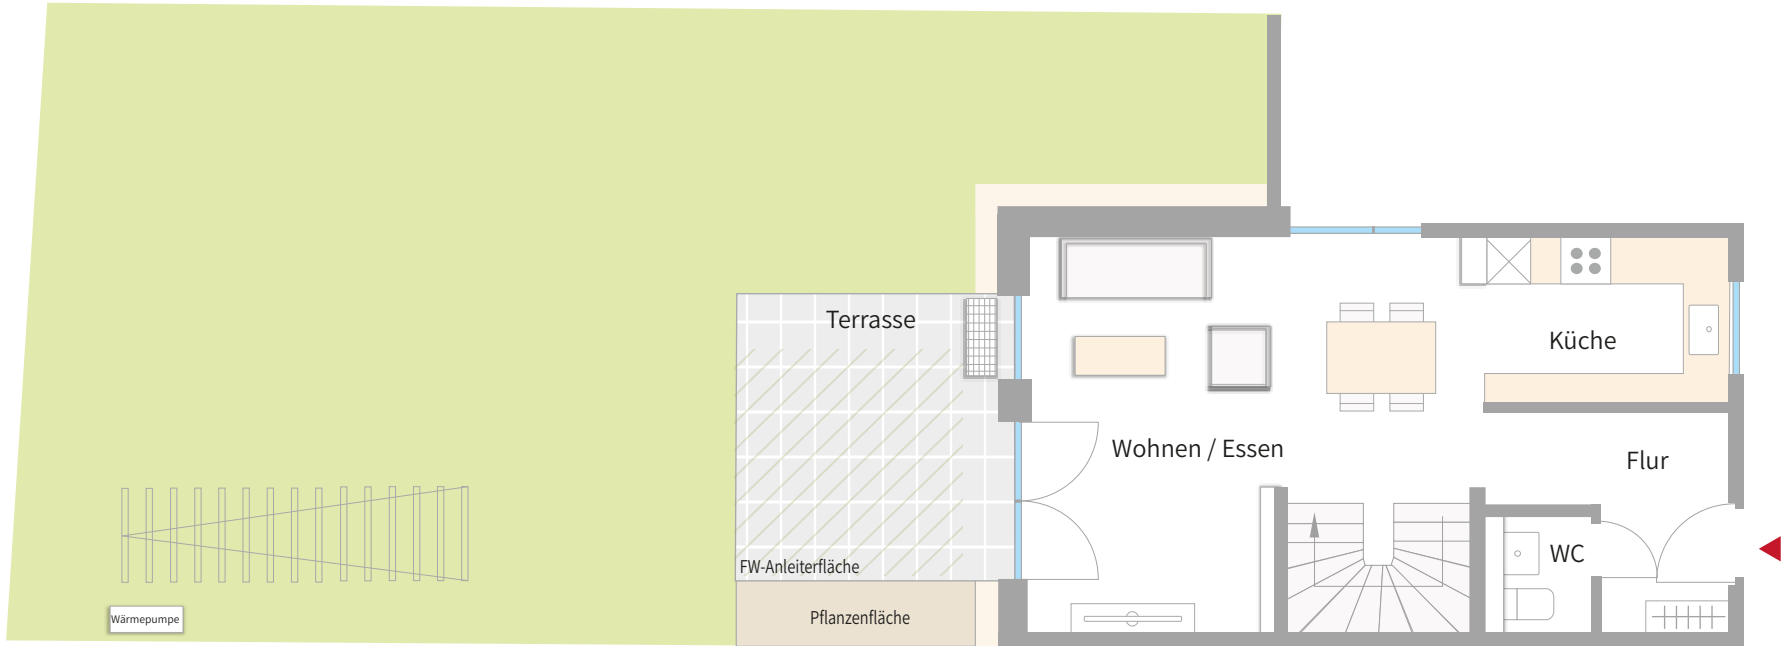 Terrasse
Küche
Wohnen / Essen
Flur
WC
FW-Anleiterfläche
Pflanzenfläche
Wärmepumpe